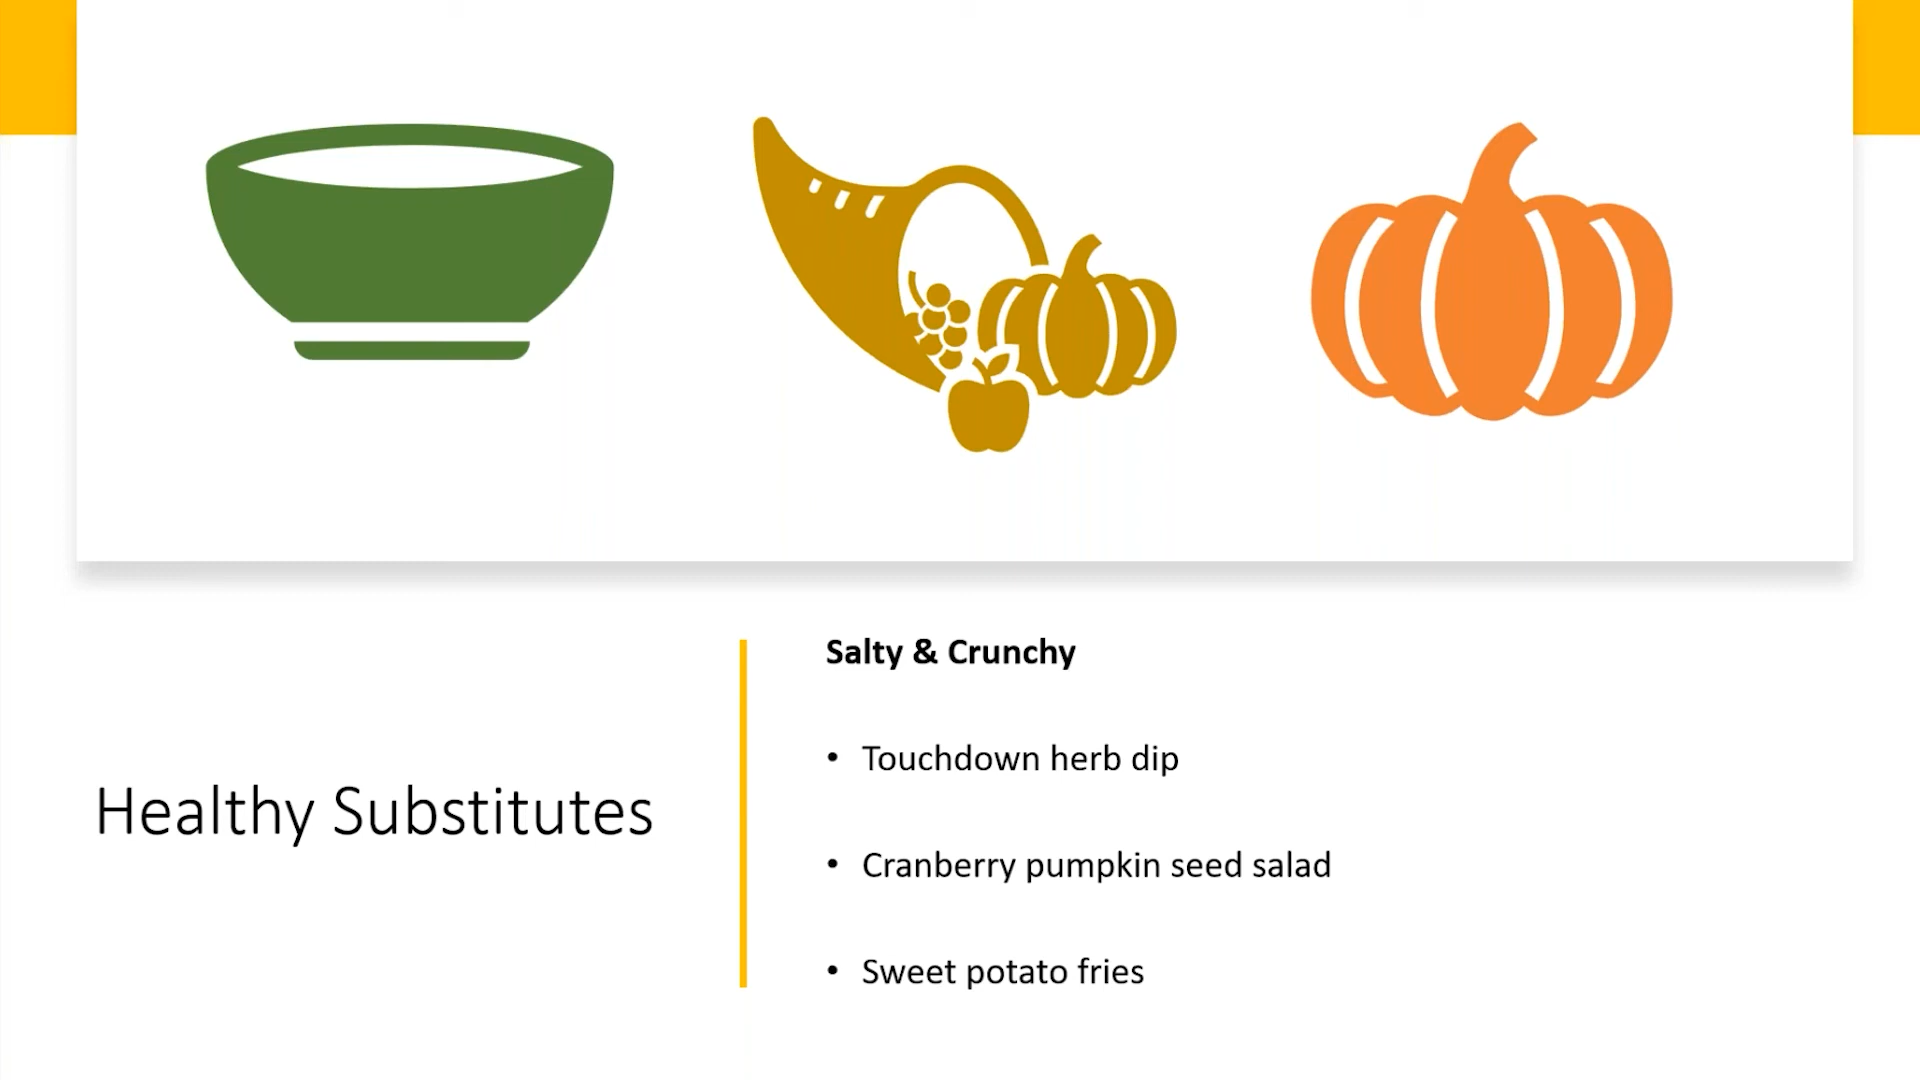 Healthy Substitutes
Salty & Crunchy
• Touchdown herb dip
• Cranberry pumpkin seed salad
• Sweet potato fries